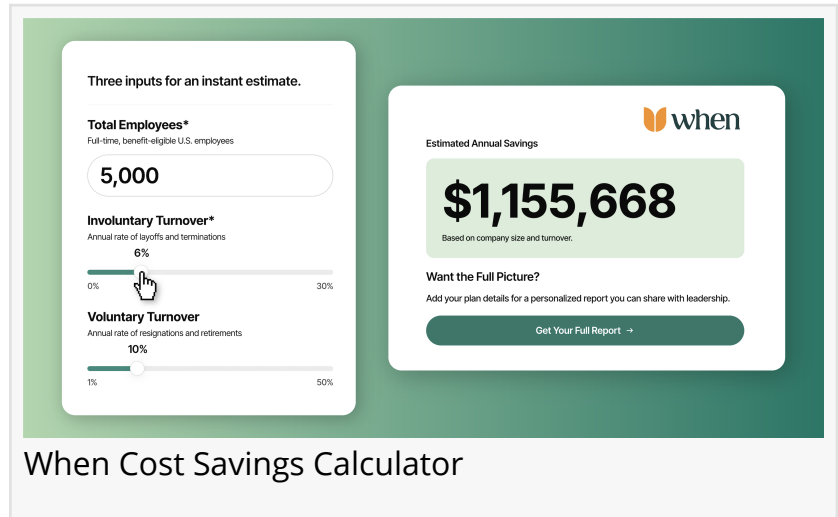 Three inputs for an instant estimate.
Total Employees*
Full-time, benefit-eligible U.S. employees
5,000
Involuntary Turnover*
Annual rate of layoffs and terminations
6%
0% 30%
Voluntary Turnover
Annual rate of resignations and retirements
10%
1% 50%
when
Estimated Annual Savings
$1,155,668
Based on company size and turnover.
Want the Full Picture?
Add your plan details for a personalized report you can share with leadership.
Get Your Full Report →
When Cost Savings Calculator